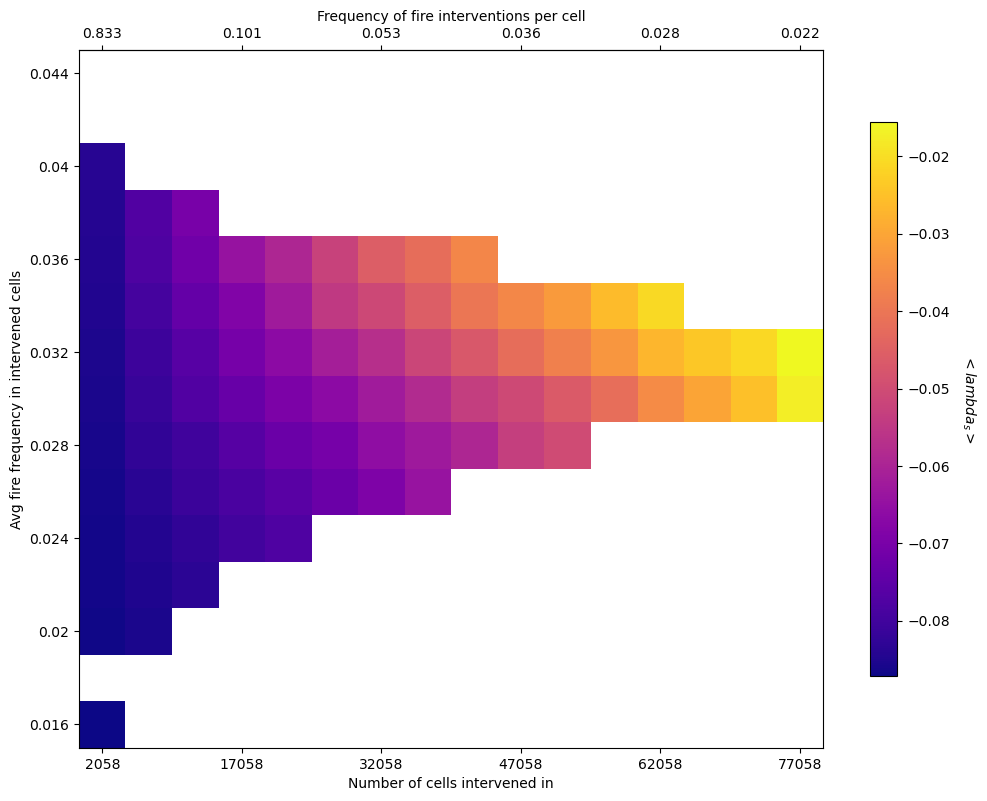 Frequency of fire interventions per cell
0.833 0.101 0.053 0.036 0.028 0.022
0.044
0.04
0.036
0.032
0.028
0.024
0.02
0.016
Avg fire frequency in intervened cells
2058 17058 32058 47058 62058 77058
Number of cells intervened in
−0.02
−0.03
−0.04
−0.05
−0.06
−0.07
−0.08
< lambdaₛ >